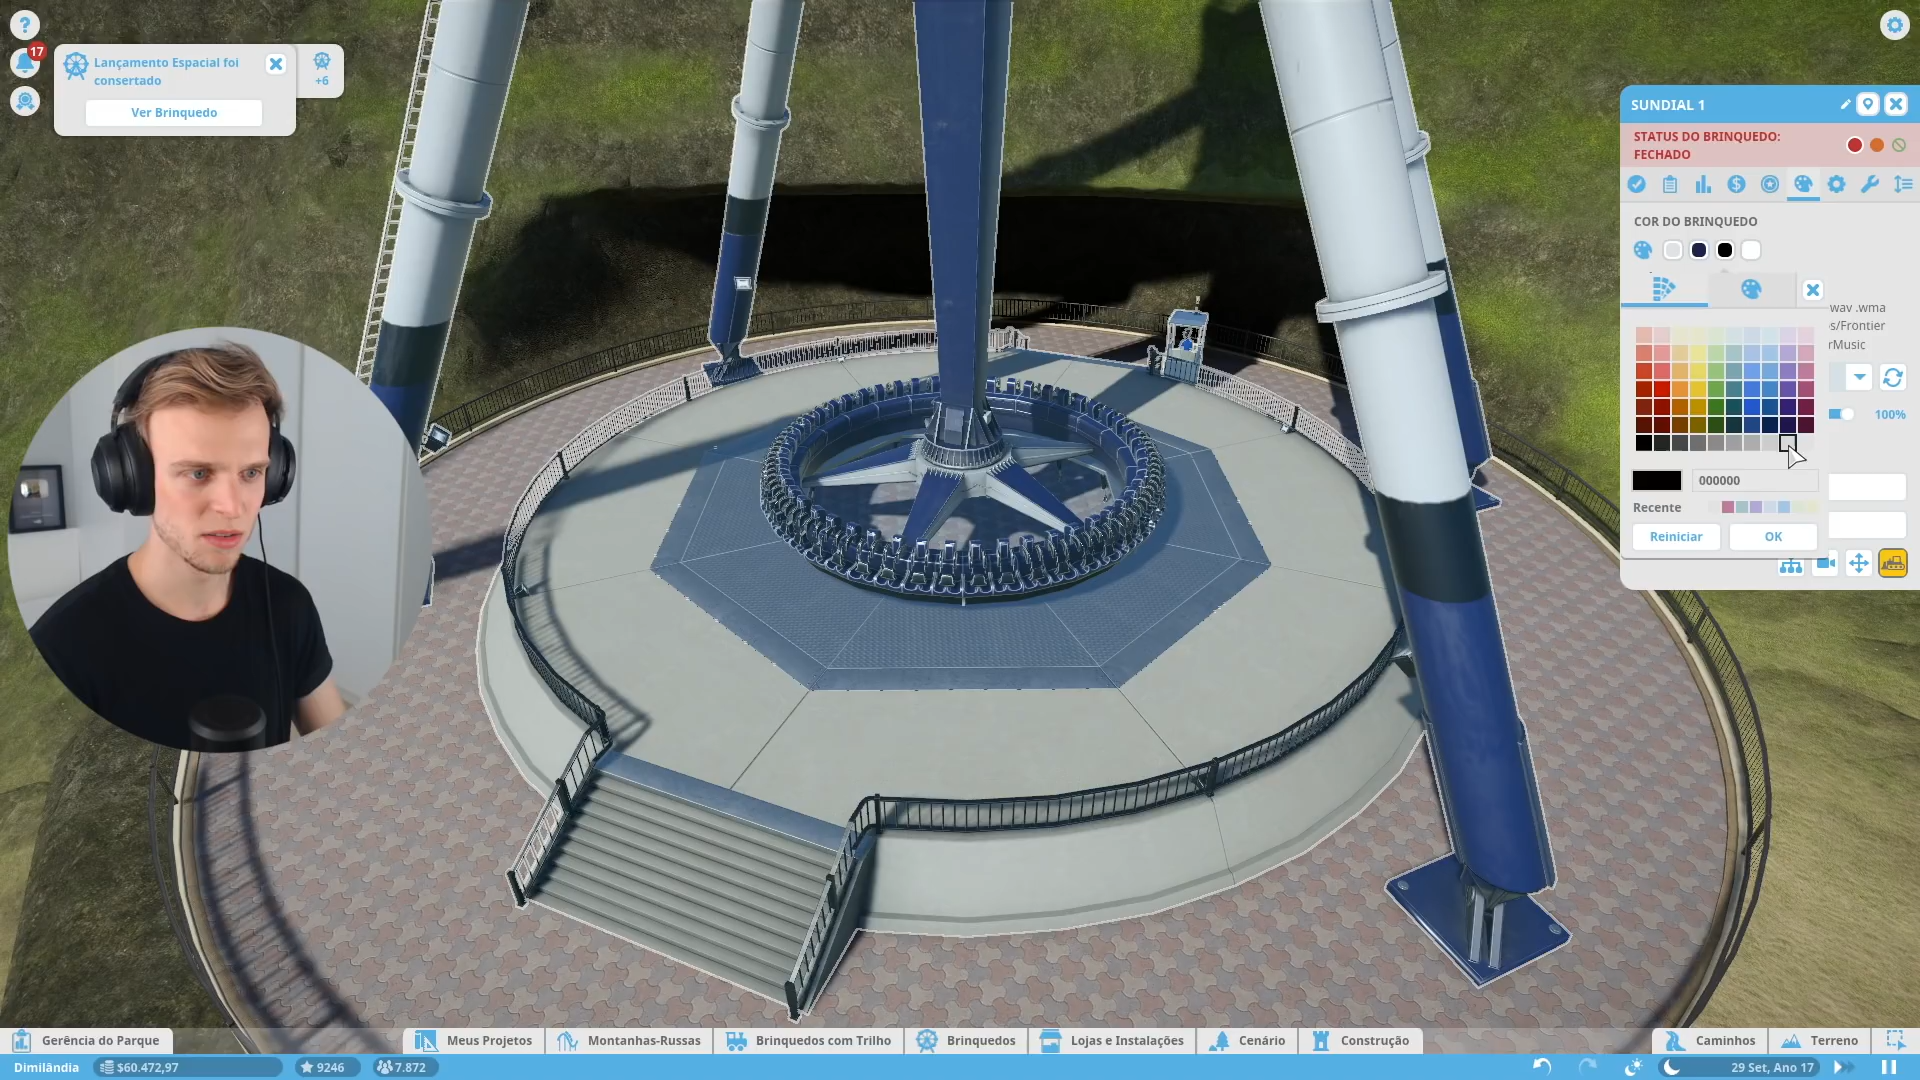 17
Lançamento Espacial foi
consertado
+6
Ver Brinquedo
SUNDIAL 1
STATUS DO BRINQUEDO:
FECHADO
COR DO BRINQUEDO
wav .wma
s/Frontier
rMusic
100%
000000
Recente
Reiniciar
OK
Gerência do Parque
Meus Projetos
Montanhas-Russas
Brinquedos com Trilho
Brinquedos
Lojas e Instalações
Cenário
Construção
Caminhos
Terreno
Dimilândia
$60.472,97
9246
7.872
29 Set, Ano 17